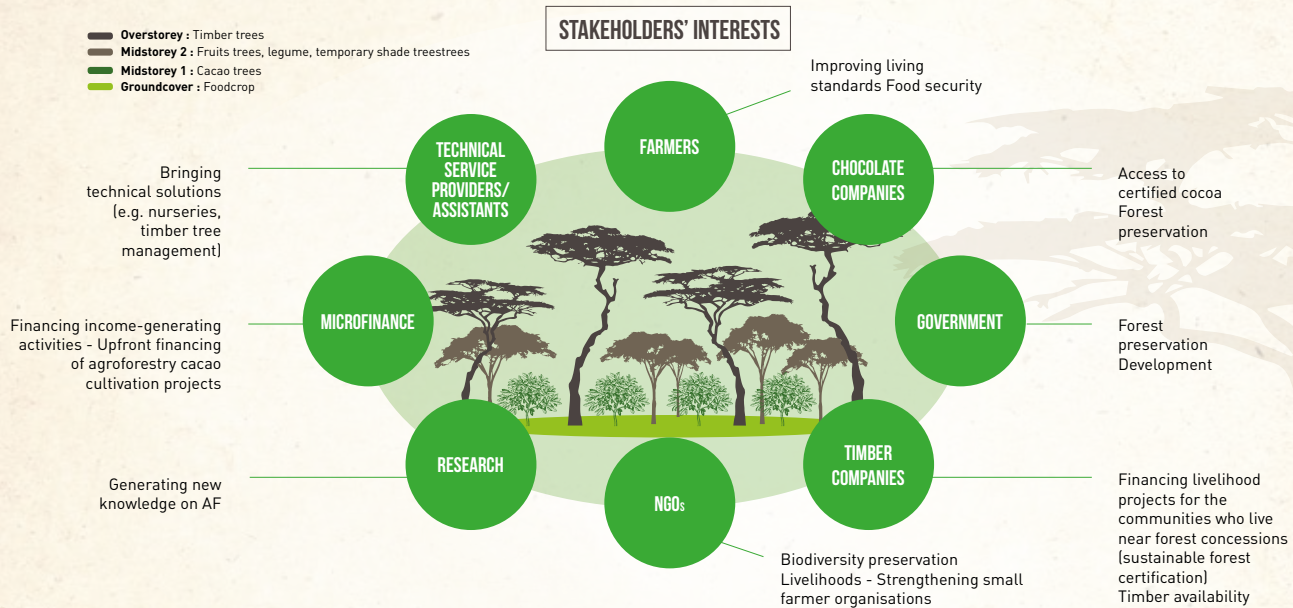 STAKEHOLDERS' INTERESTS
Overstorey : Timber trees
Midstorey 2 : Fruits trees, legume, temporary shade treestrees
Midstorey 1 : Cacao trees
Groundcover : Foodcrop
FARMERS
Improving living
standards Food security
TECHNICAL
SERVICE
PROVIDERS/
ASSISTANTS
Bringing
technical solutions
(e.g. nurseries,
timber tree
management)
CHOCOLATE
COMPANIES
Access to
certified cocoa
Forest
preservation
MICROFINANCE
Financing income-generating
activities - Upfront financing
of agroforestry cacao
cultivation projects
GOVERNMENT
Forest
preservation
Development
RESEARCH
Generating new
knowledge on AF
NGOs
Biodiversity preservation
Livelihoods - Strengthening small
farmer organisations
TIMBER
COMPANIES
Financing livelihood
projects for the
communities who live
near forest concessions
(sustainable forest
certification)
Timber availability